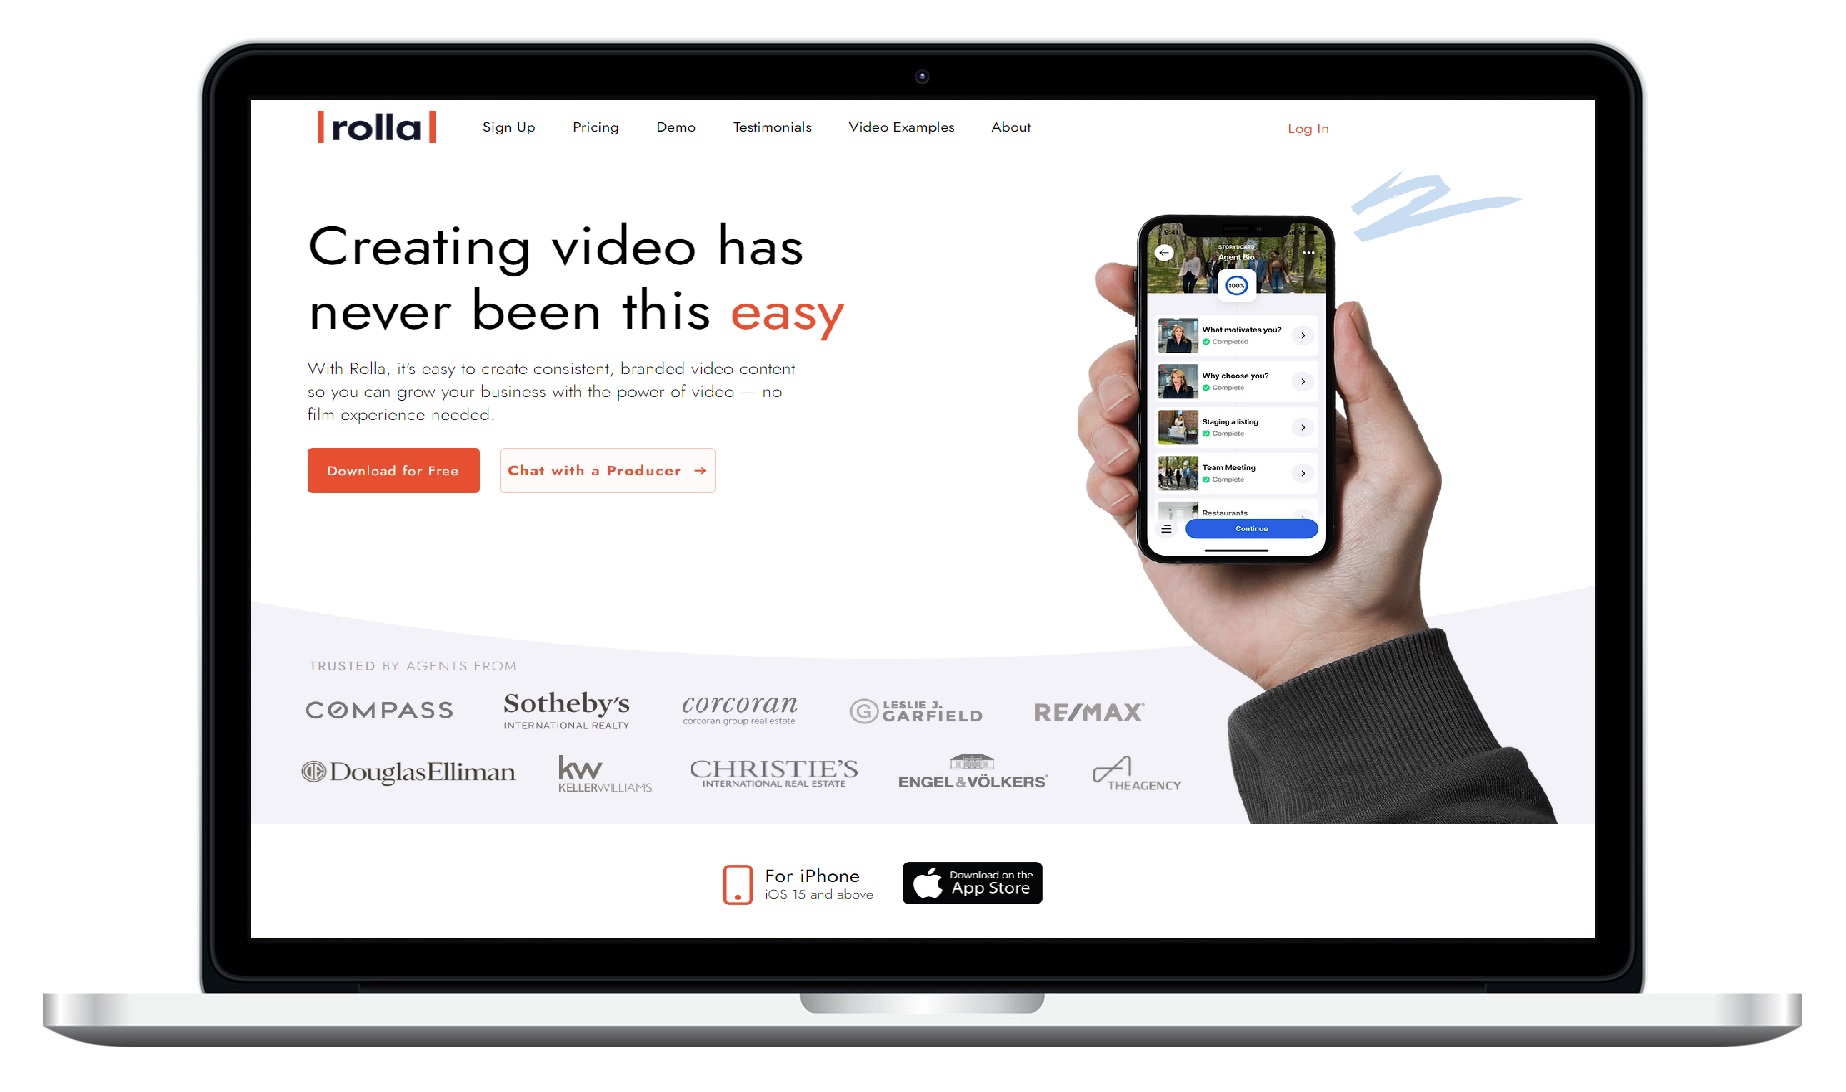 rolla
Sign Up
Pricing
Demo
Testimonials
Video Examples
About
Log In
Creating video has
never been this easy
With Rolla, it's easy to create consistent, branded video content
so you can grow your business with the power of video — no
film experience needed.
Download for Free
Chat with a Producer →
9:41
STORYBOARD
Agent Bio
100%
What motivates you?
Completed
Why choose you?
Complete
Staging a listing
Complete
Team Meeting
Complete
Restaurants
Continue
TRUSTED BY AGENTS FROM
COMPASS
Sotheby's
INTERNATIONAL REALTY
corcoran
corcoran group real estate
G LESLIE J.
GARFIELD
RE/MAX
DouglasElliman
kw
KELLERWILLIAMS.
CHRISTIE'S
INTERNATIONAL REAL ESTATE
ENGEL&VÖLKERS
THEAGENCY
For iPhone
iOS 15 and above
Download on the
App Store